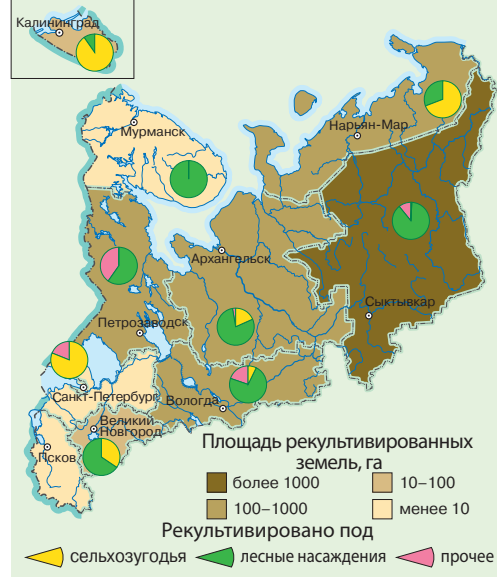 Калининград
Мурманск
Нарьян-Мар
Архангельск
Сыктывкар
Петрозаводск
Санкт-Петербург
Вологда
Великий
Новгород
Псков
Площадь рекультивированных
земель, га
более 1000
10–100
100–1000
менее 10
Рекультивировано под
сельхозугодья
лесные насаждения
прочее